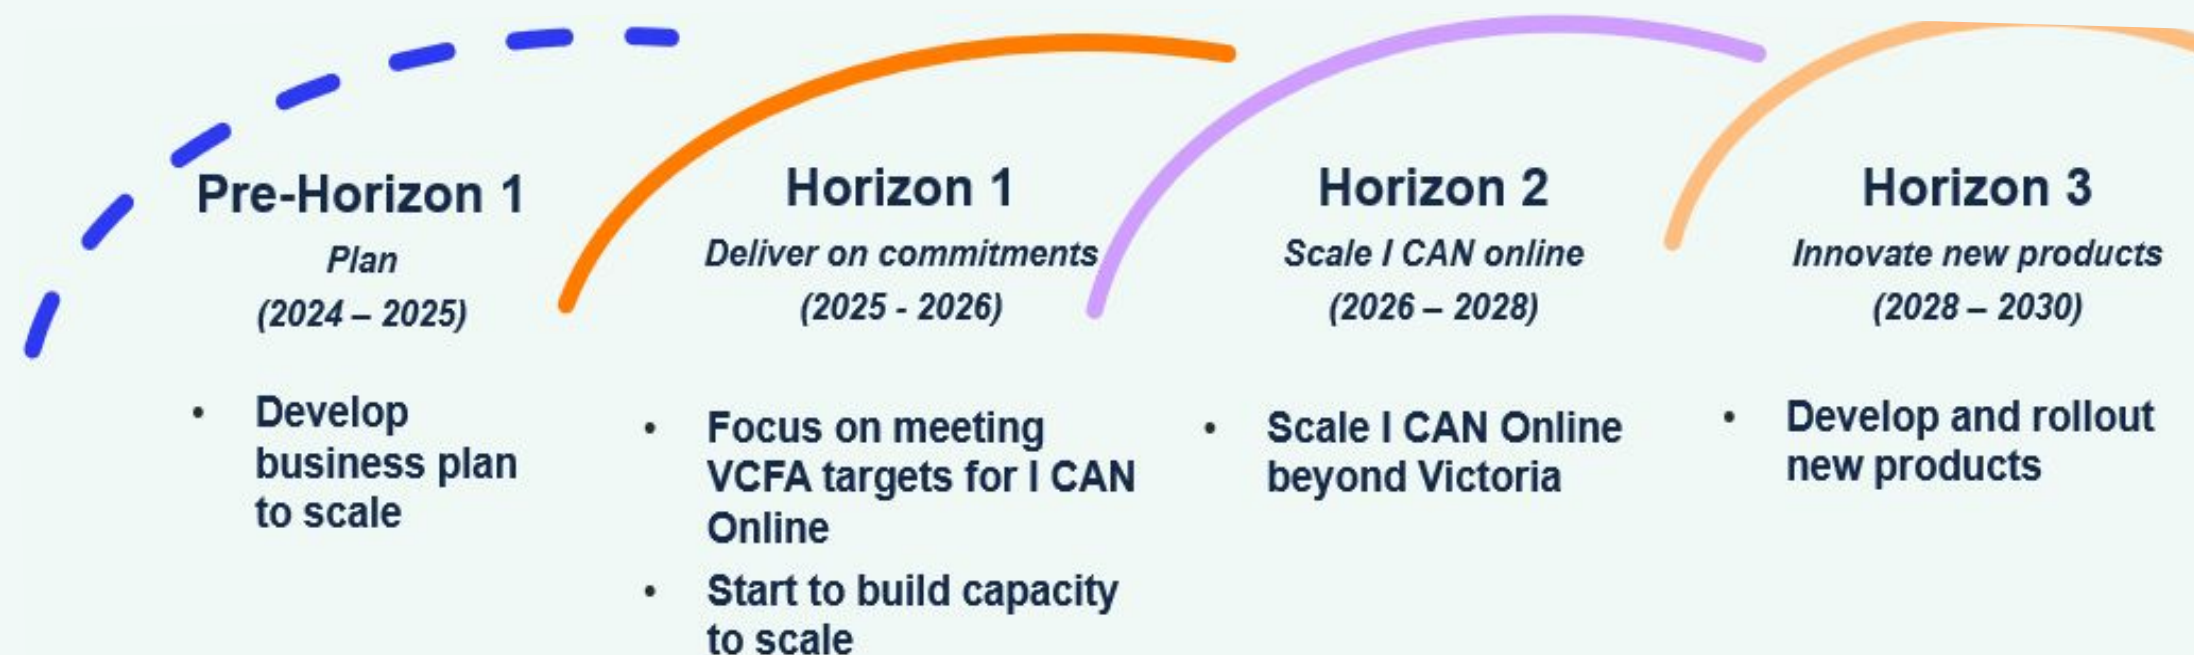 Pre-Horizon 1
Plan
(2024 – 2025)
• Develop
business plan
to scale
Horizon 1
Deliver on commitments
(2025 - 2026)
• Focus on meeting
VCFA targets for I CAN
Online
• Start to build capacity
to scale
Horizon 2
Scale I CAN online
(2026 – 2028)
• Scale I CAN Online
beyond Victoria
Horizon 3
Innovate new products
(2028 – 2030)
• Develop and rollout
new products